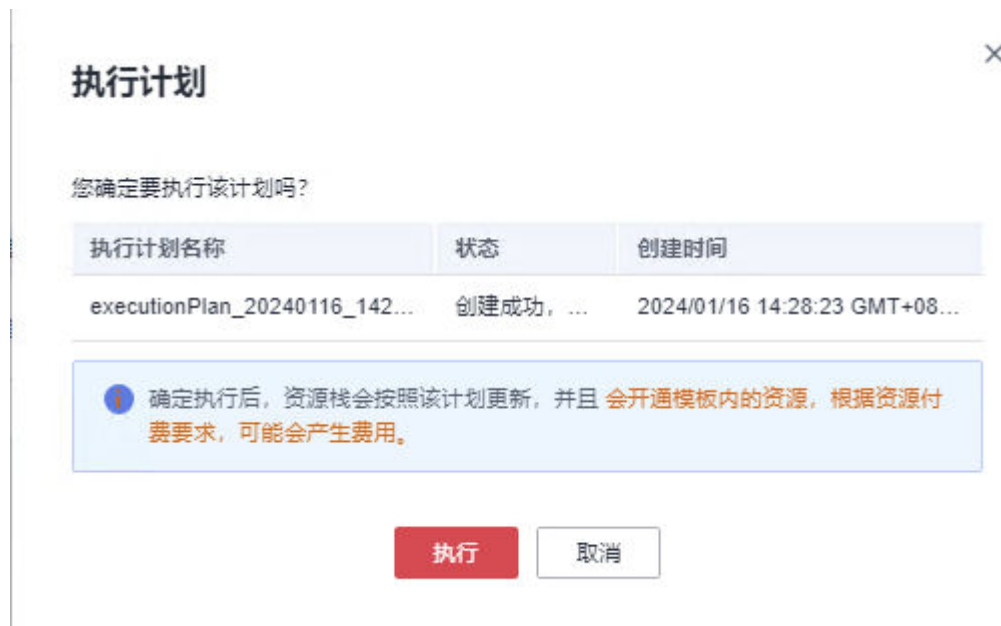 执行计划
您确定要执行该计划吗?
执行计划名称 状态 创建时间
executionPlan_20240116_142... 创建成功，... 2024/01/16 14:28:23 GMT+08...
确定执行后，资源栈会按照该计划更新，并且 会开通模板内的资源，根据资源付
费要求，可能会产生费用。
执行 取消